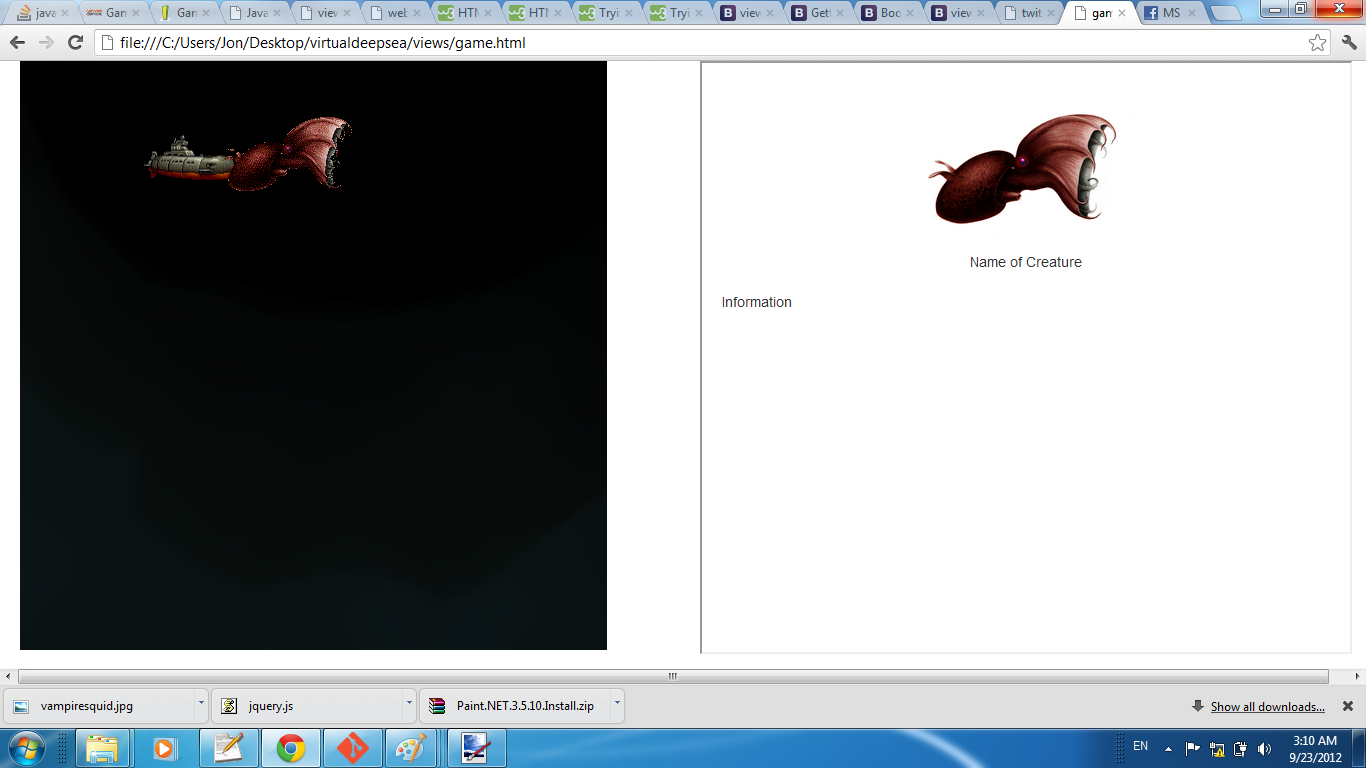 java
Gam
Gan
Java
view
web
HTM
HTM
Tryi
Tryi
view
Gett
Boo
view
twit
gam
MS
file:///C:/Users/Jon/Desktop/virtualdeepsea/views/game.html
Name of Creature
Information
vampiresquid.jpg
jquery.js
Paint.NET.3.5.10.Install.zip
Show all downloads...
EN
3:10 AM
9/23/2012